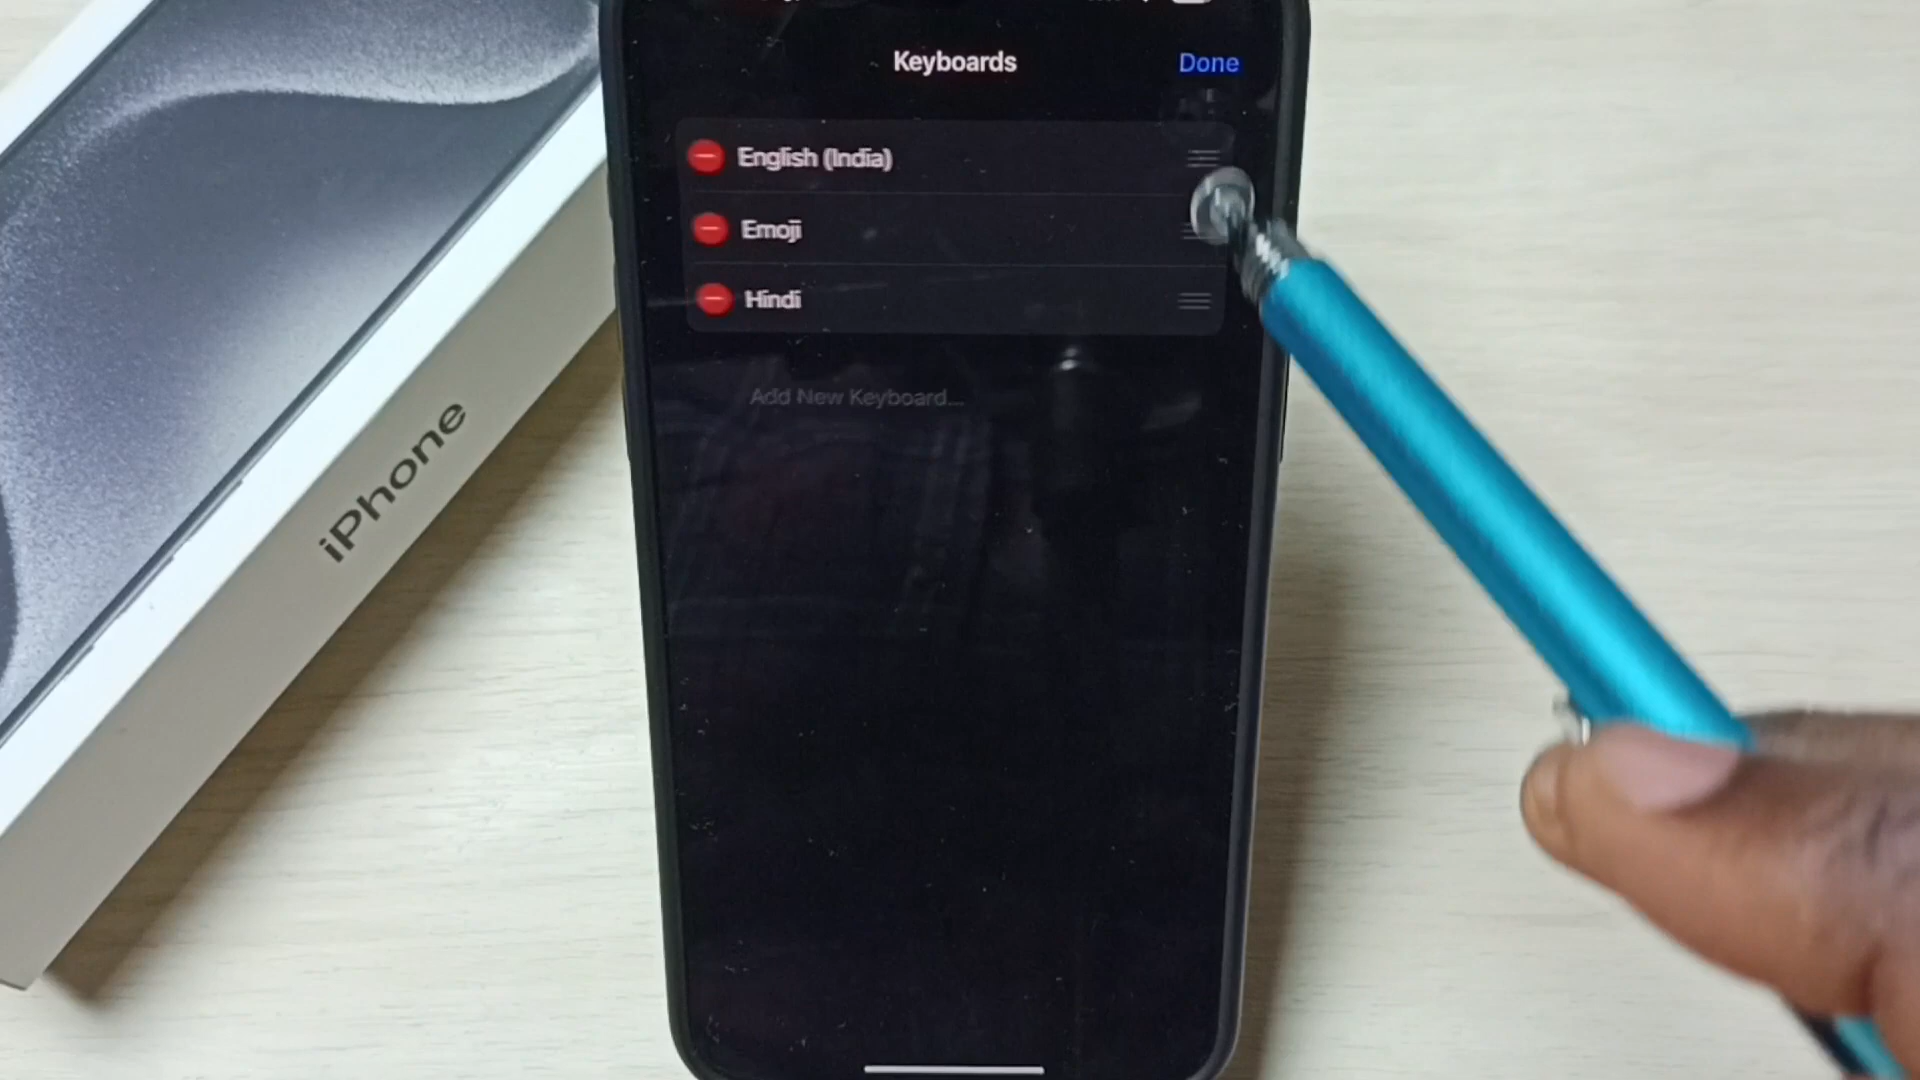 Keyboards
Done
English (India)
Emoji
Hindi
Add New Keyboard...
iPhone